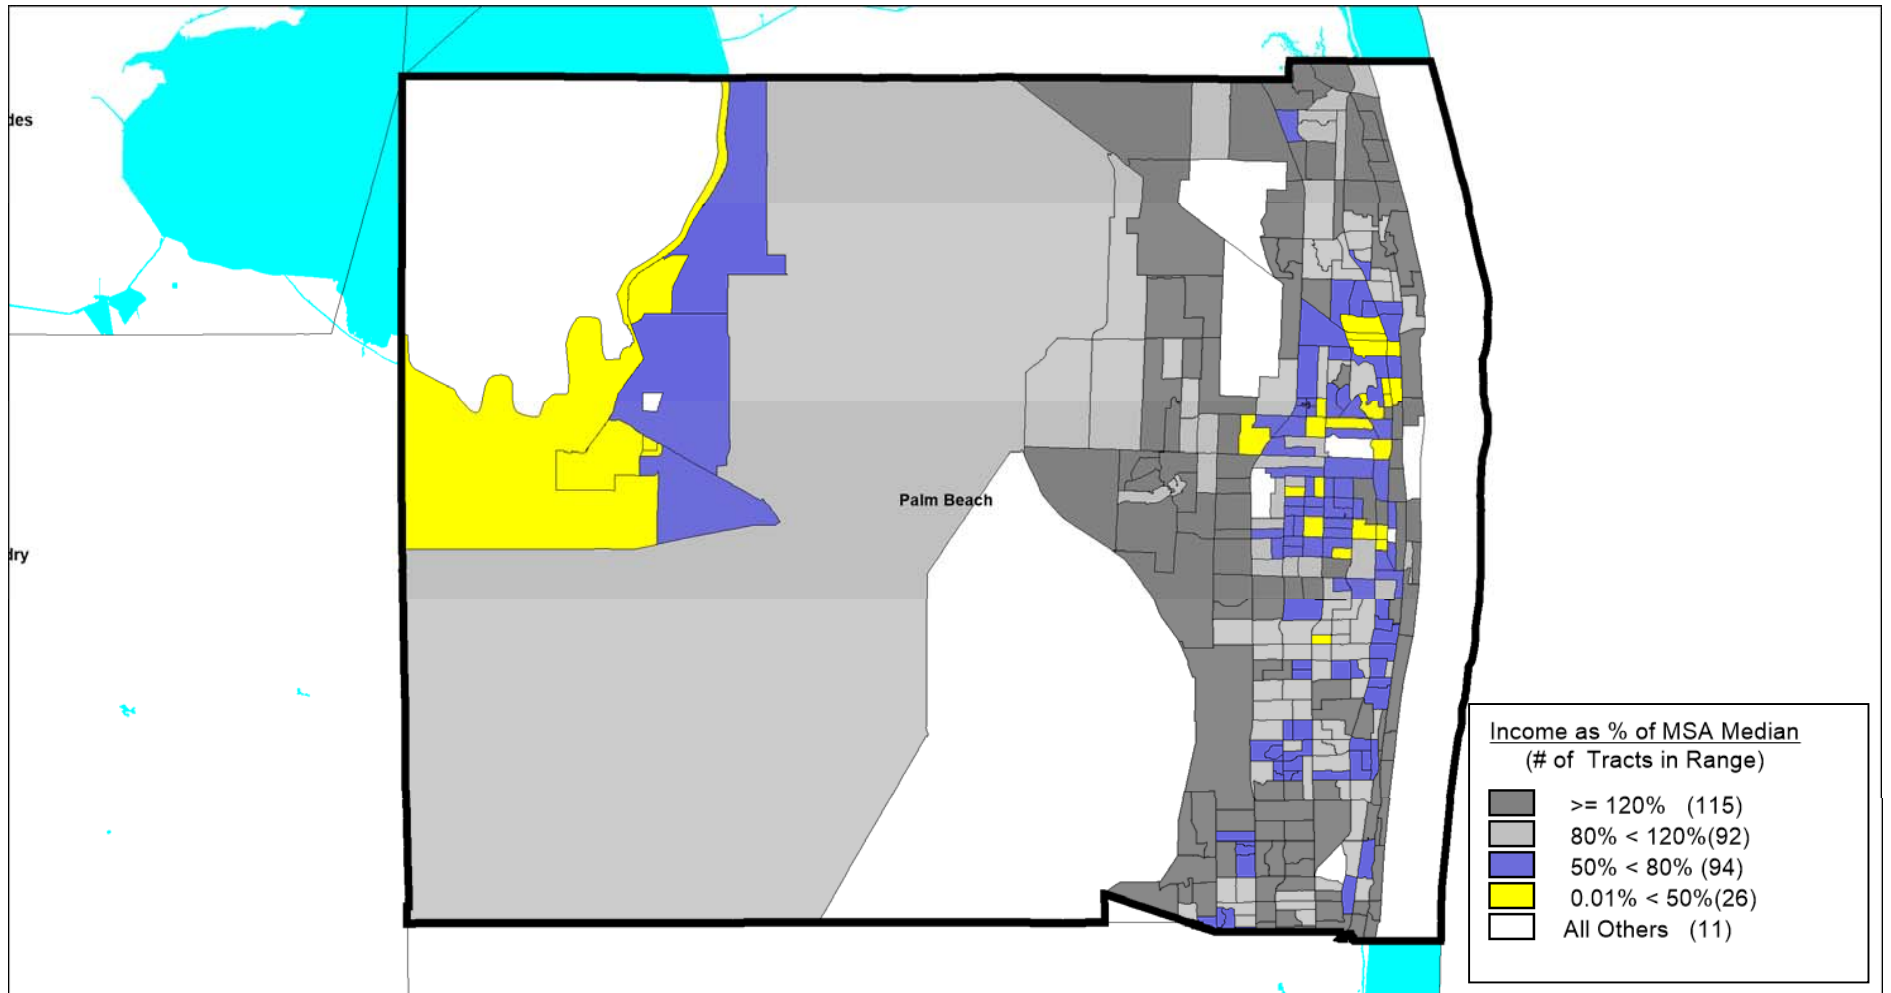 des
Palm Beach
dry
Income as % of MSA Median
(# of Tracts in Range)
>= 120% (115)
80% < 120%(92)
50% < 80% (94)
0.01% < 50%(26)
All Others (11)